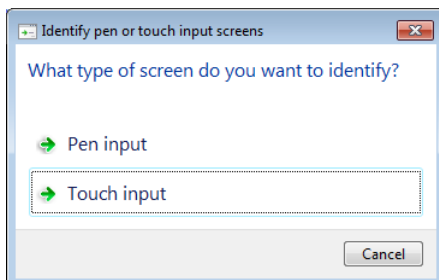 Identify pen or touch input screens
What type of screen do you want to identify?
Pen input
Touch input
Cancel